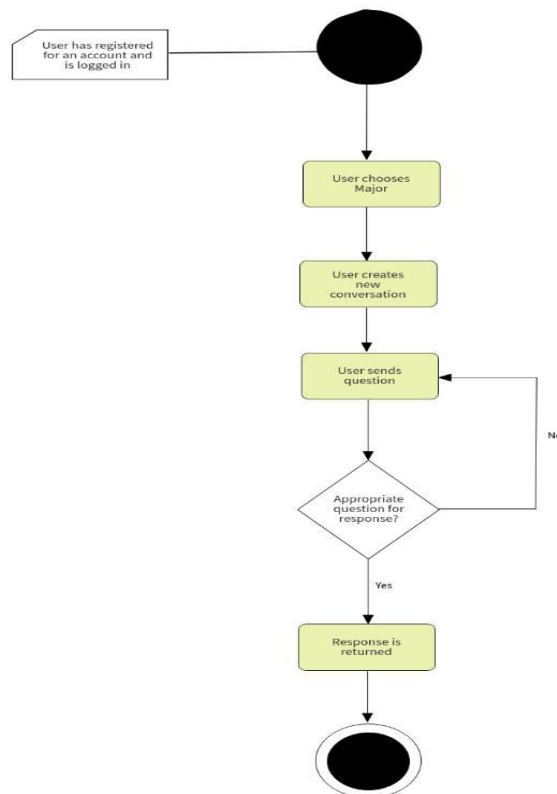 User has registered
for an account and
is logged in
User chooses
Major
User creates
new
conversation
User sends
question
Appropriate
question for
response?
Yes
Response is
returned